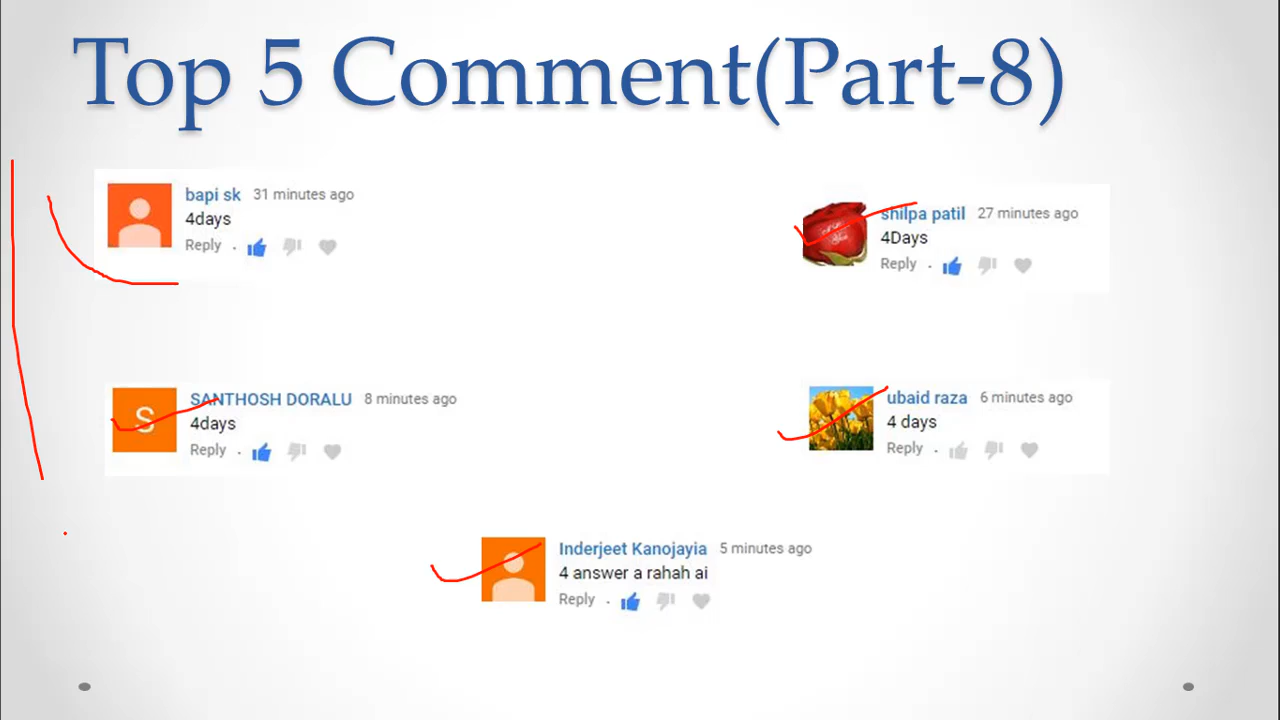 Top 5 Comment(Part-8)
bapi sk 31 minutes ago
4days
Reply .
shilpa patil 27 minutes ago
4Days
Reply .
S
SANTHOSH DORALU 8 minutes ago
4days
Reply .
ubaid raza 6 minutes ago
4 days
Reply .
Inderjeet Kanojayia 5 minutes ago
4 answer a rahah ai
Reply .